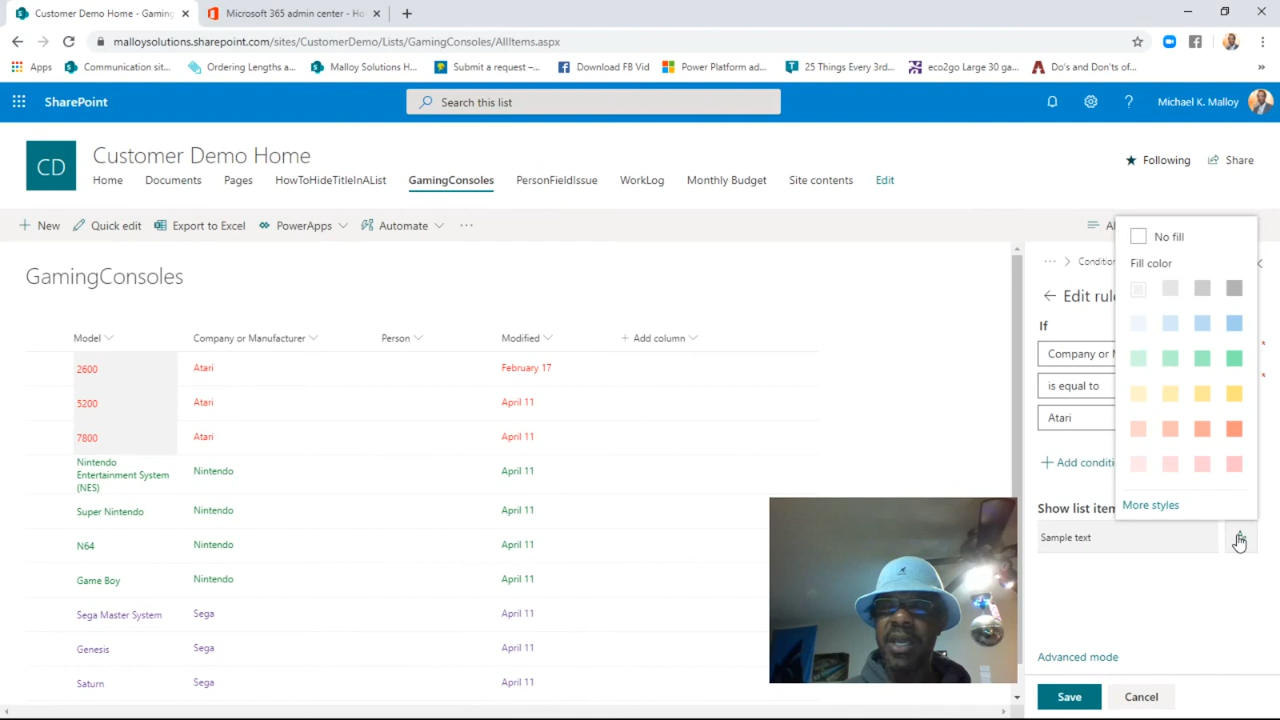 Customer Demo Home - Gaming
Microsoft 365 admin center - Ho
malloysolutions.sharepoint.com/sites/CustomerDemo/Lists/GamingConsoles/AllItems.aspx
Apps
Communication sit...
Ordering Lengths a...
Malloy Solutions H...
Submit a request –...
Download FB Vid
Power Platform ad...
25 Things Every 3rd...
eco2go Large 30 ga...
Do's and Don'ts of...
SharePoint
Search this list
Michael K. Malloy
CD
Customer Demo Home
Following
Share
Home
Documents
Pages
HowToHideTitleInAList
GamingConsoles
PersonFieldIssue
WorkLog
Monthly Budget
Site contents
Edit
New
Quick edit
Export to Excel
PowerApps
Automate
Al
GamingConsoles
Model
Company or Manufacturer
Person
Modified
+ Add column
2600 Atari February 17
5200 Atari April 11
7800 Atari April 11
Nintendo
Entertainment System
(NES)
Nintendo April 11
Super Nintendo Nintendo April 11
N64 Nintendo April 11
Game Boy Nintendo April 11
Sega Master System Sega April 11
Genesis Sega April 11
Saturn Sega April 11
Condition
Edit rul
If
Company or M
is equal to
Atari
+ Add conditi
Show list item
Sample text
Advanced mode
Save
Cancel
No fill
Fill color
More styles